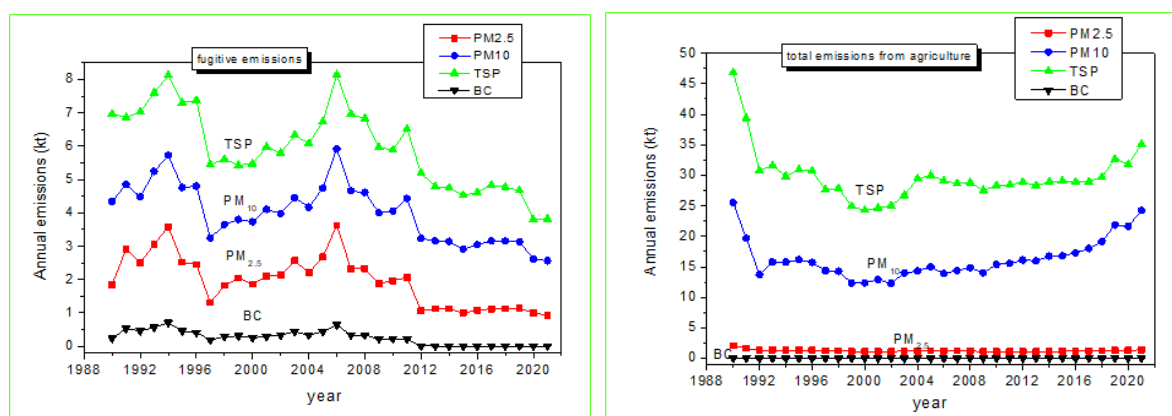 fugitive emissions
PM2.5
PM10
TSP
BC
8
7
6
5
4
3
2
1
0
Annual emissions (kt)
TSP
PM10
PM2.5
BC
1988 1992 1996 2000 2004 2008 2012 2016 2020
year
total emissions from agriculture
PM2.5
PM10
TSP
BC
50
45
40
35
30
25
20
15
10
5
0
Annual emissions (kt)
TSP
PM10
PM2.5
BC
1988 1992 1996 2000 2004 2008 2012 2016 2020
year